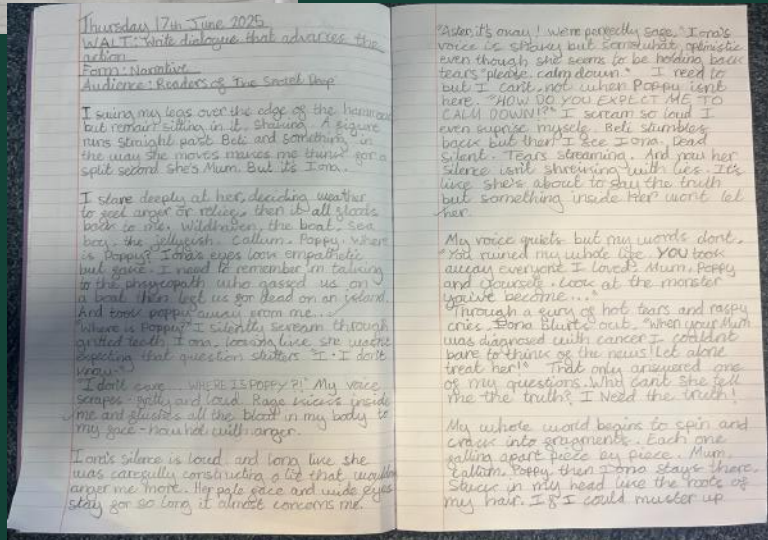 Thursday 17th June 2025
WALT: Write dialogue that advances the
action
Form: Narrative
Audience: Readers of The Secret Deep
I swing my legs over the edge of the hammock
but remain sitting in it, shaking. A figure
runs straight past Beti and something in
the way she moves makes me think for a
split second she's Mum. But it's Iona.
I stare deeply at her, deciding weather
to feel anger or relief, then it all floods
back to me. Wildhaven, the boat, sea
bay, the jellyfish. Callum. Poppy. Where
is Poppy? Iona's eyes look empathetic
but fake. I need to remember im talking
to the phsycopath who gassed us on
a boat then left us for dead on an island.
And took poppy away from me...
"Where is Poppy?" I silently scream through
gritted teeth. Iona, looking like she wasn't
expecting that question stutters "I - I don't
know-"
"I don't care... WHERE IS POPPY?!" My voice
scrapes - gritty and loud. Rage kicks inside
me and flushes all the blood in my body to
my face - now hot with anger.
Iona's silence is loud. and long like she
was carefully constructing a lie that wouldn't
anger me more. Her pale face and wide eyes
stay for so long it almost concerns me.
"Aster, it's okay! We're perfectly safe." Iona's
voice is shakey but somewhat optimistic
even though she seems to be holding back
tears "please, calm down." I need to
but I can't, not when Poppy isnt
here. "HOW DO YOU EXPECT ME TO
CALM DOWN!?" I scream so loud I
even suprise myself. Beti stumbles
back but then I see Iona. Dead
silent. Tears streaming. And now her
silence isn't with lies. It's
like she's about to say the truth
but something inside her wont let
her.
My voice quiets but my words dont.
"You ruined my whole life. YOU took
away everyone I loved! Mum, Poppy
and yourself. Look at the monster
you've become..."
Through a fury of hot tears and raspy
cries, Iona blurts out, "When your Mum
was diagnosed with cancer I couldnt
bare to think of the news! Let alone
treat her!" That only answered one
of my questions. Why can't she tell
me the truth? I Need the truth!
My whole world begins to spin and
crack into fragments. Each one
falling apart piece by piece. Mum,
Callum, Poppy, then Iona stays there.
Stuck in my head like the roots of
my hair. If I could muster up